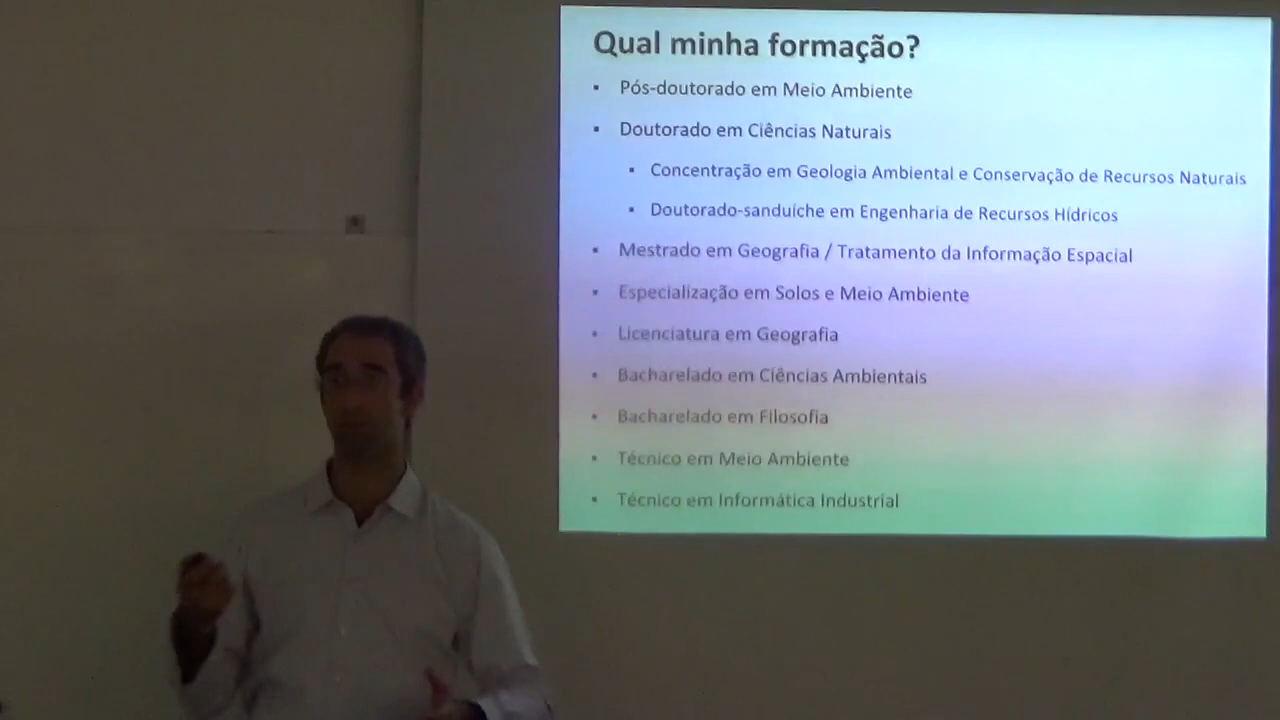 Qual minha formação?
▪ Pós-doutorado em Meio Ambiente
▪ Doutorado em Ciências Naturais
▪ Concentração em Geologia Ambiental e Conservação de Recursos Naturais
▪ Doutorado-sanduíche em Engenharia de Recursos Hídricos
▪ Mestrado em Geografia / Tratamento da Informação Espacial
▪ Especialização em Solos e Meio Ambiente
▪ Licenciatura em Geografia
▪ Bacharelado em Ciências Ambientais
▪ Bacharelado em Filosofia
▪ Técnico em Meio Ambiente
▪ Técnico em Informática Industrial